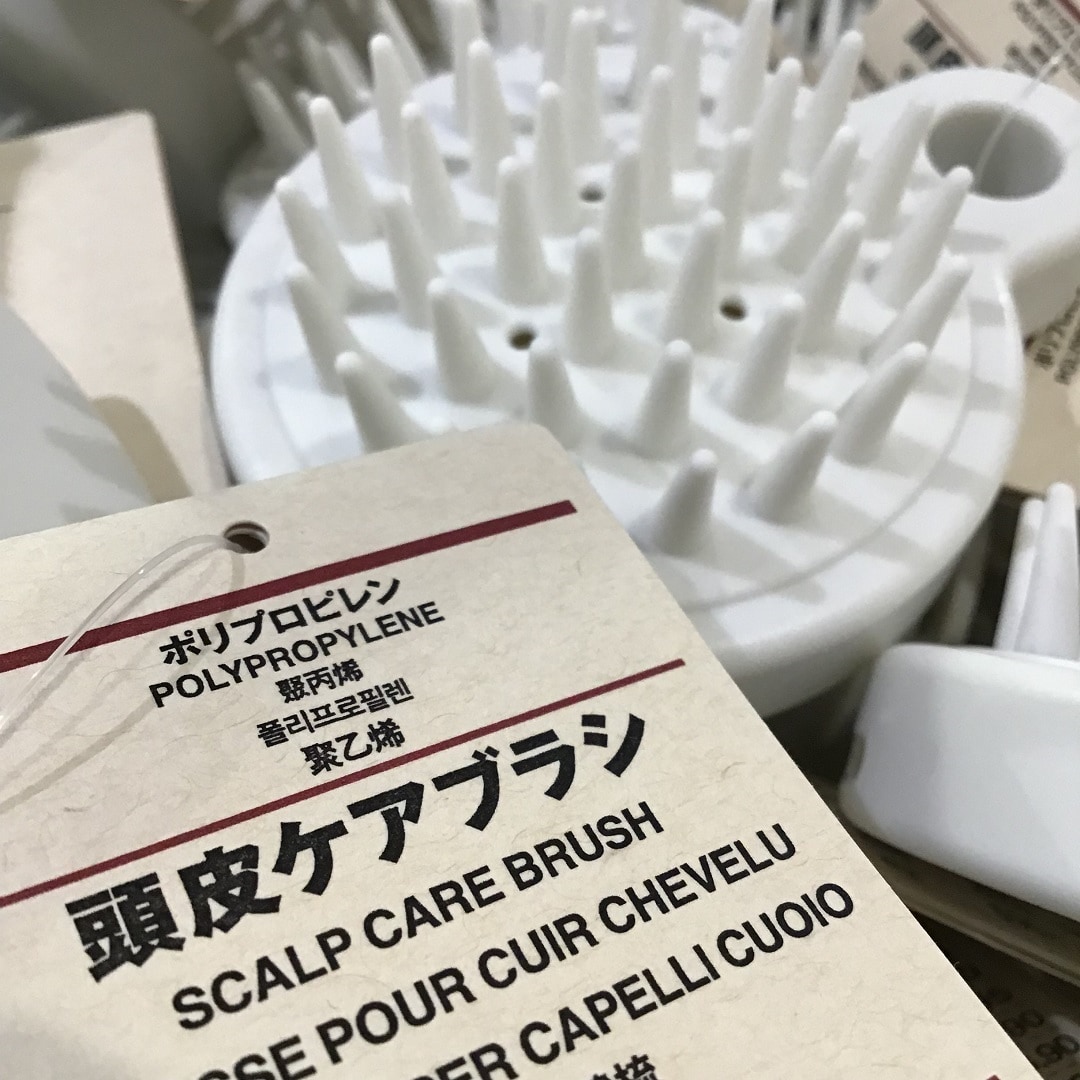 ポリプロピレン
POLYPROPYLENE
聚丙烯
폴리프로필렌
聚乙烯
頭皮ケアブラシ
SCALP CARE BRUSH
SSE POUR CUIR CHEVELU
PER CAPELLI CUOIO